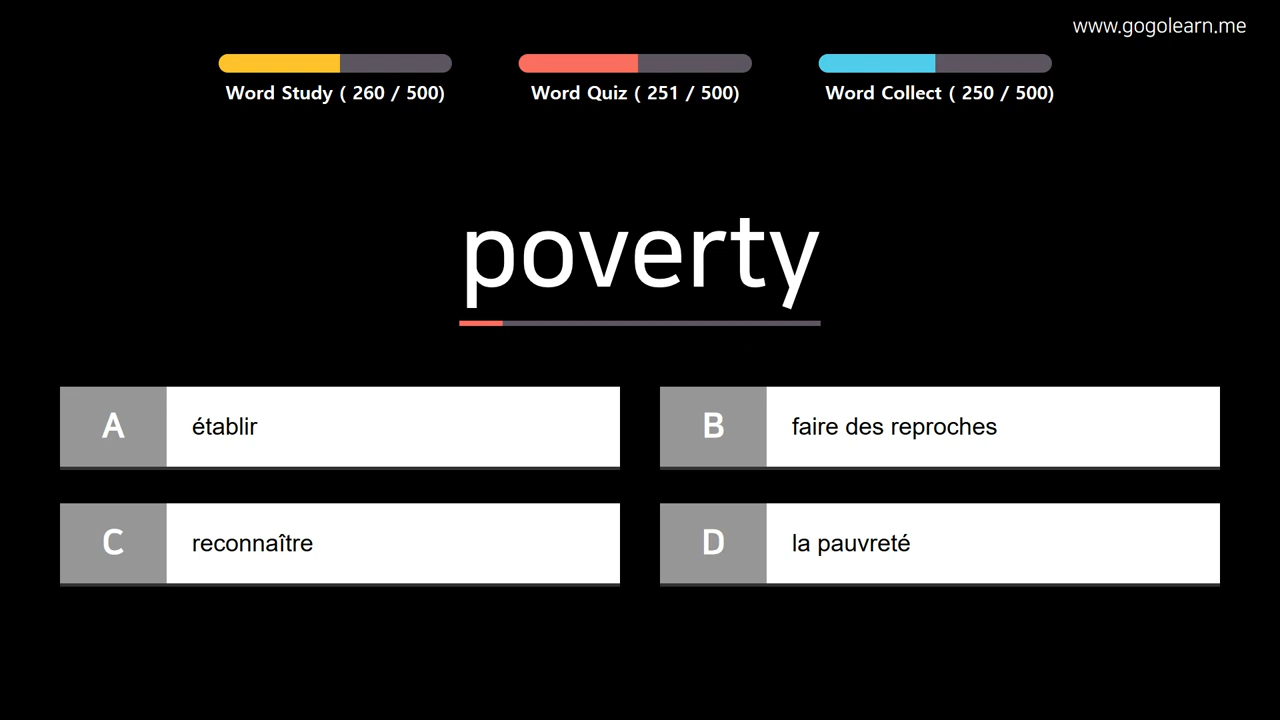 www.gogolearn.me
Word Study ( 260 / 500)
Word Quiz ( 251 / 500)
Word Collect ( 250 / 500)
poverty
A établir
B faire des reproches
C reconnaître
D la pauvreté